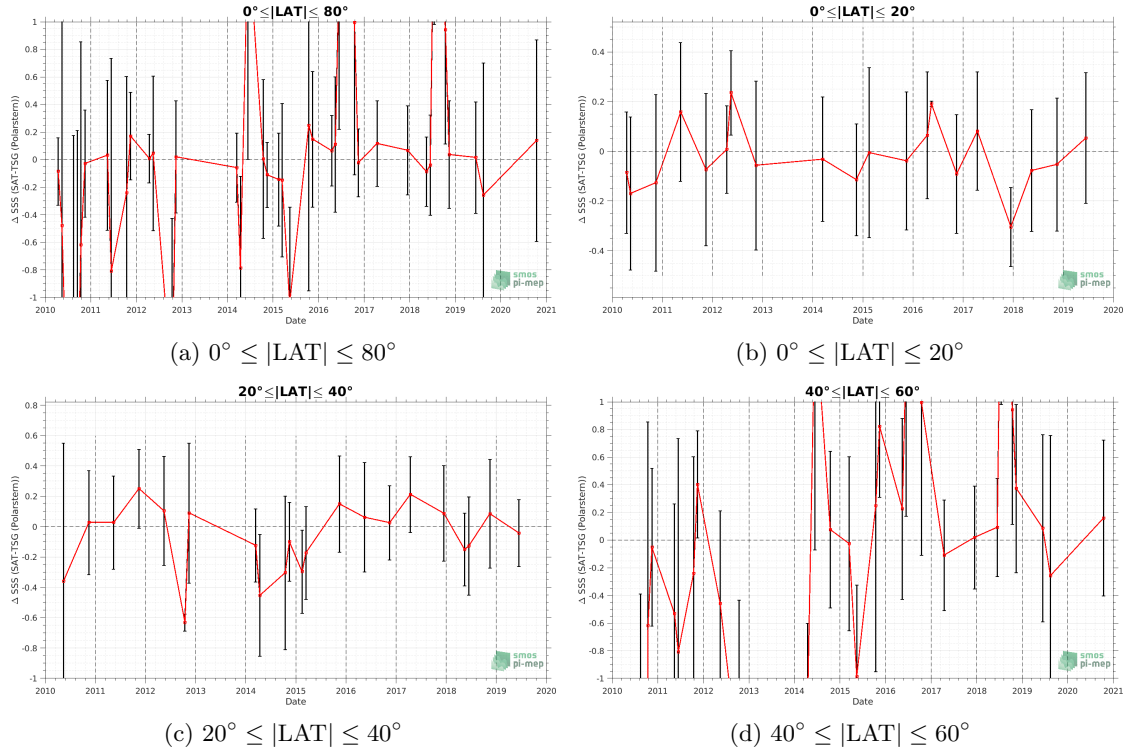 0°≤|LAT|≤ 80°
1
0.8
0.6
0.4
0.2
0
-0.2
-0.4
-0.6
-0.8
-1
Δ SSS (SAT-TSG (Polarstern))
2010 2011 2012 2013 2014 2015 2016 2017 2018 2019 2020 2021
Date
smos
pi-mep
(a) 0° ≤ |LAT| ≤ 80°
0°≤|LAT|≤ 20°
0.4
0.2
0
-0.2
-0.4
Δ SSS (SAT-TSG (Polarstern))
2010 2011 2012 2013 2014 2015 2016 2017 2018 2019 2020
Date
smos
pi-mep
(b) 0° ≤ |LAT| ≤ 20°
20°≤|LAT|≤ 40°
0.8
0.6
0.4
0.2
0
-0.2
-0.4
-0.6
-0.8
-1
Δ SSS (SAT-TSG (Polarstern))
2010 2011 2012 2013 2014 2015 2016 2017 2018 2019 2020
Date
smos
pi-mep
(c) 20° ≤ |LAT| ≤ 40°
40°≤|LAT|≤ 60°
1
0.8
0.6
0.4
0.2
0
-0.2
-0.4
-0.6
-0.8
-1
Δ SSS (SAT-TSG (Polarstern))
2010 2011 2012 2013 2014 2015 2016 2017 2018 2019 2020 2021
Date
smos
pi-mep
(d) 40° ≤ |LAT| ≤ 60°